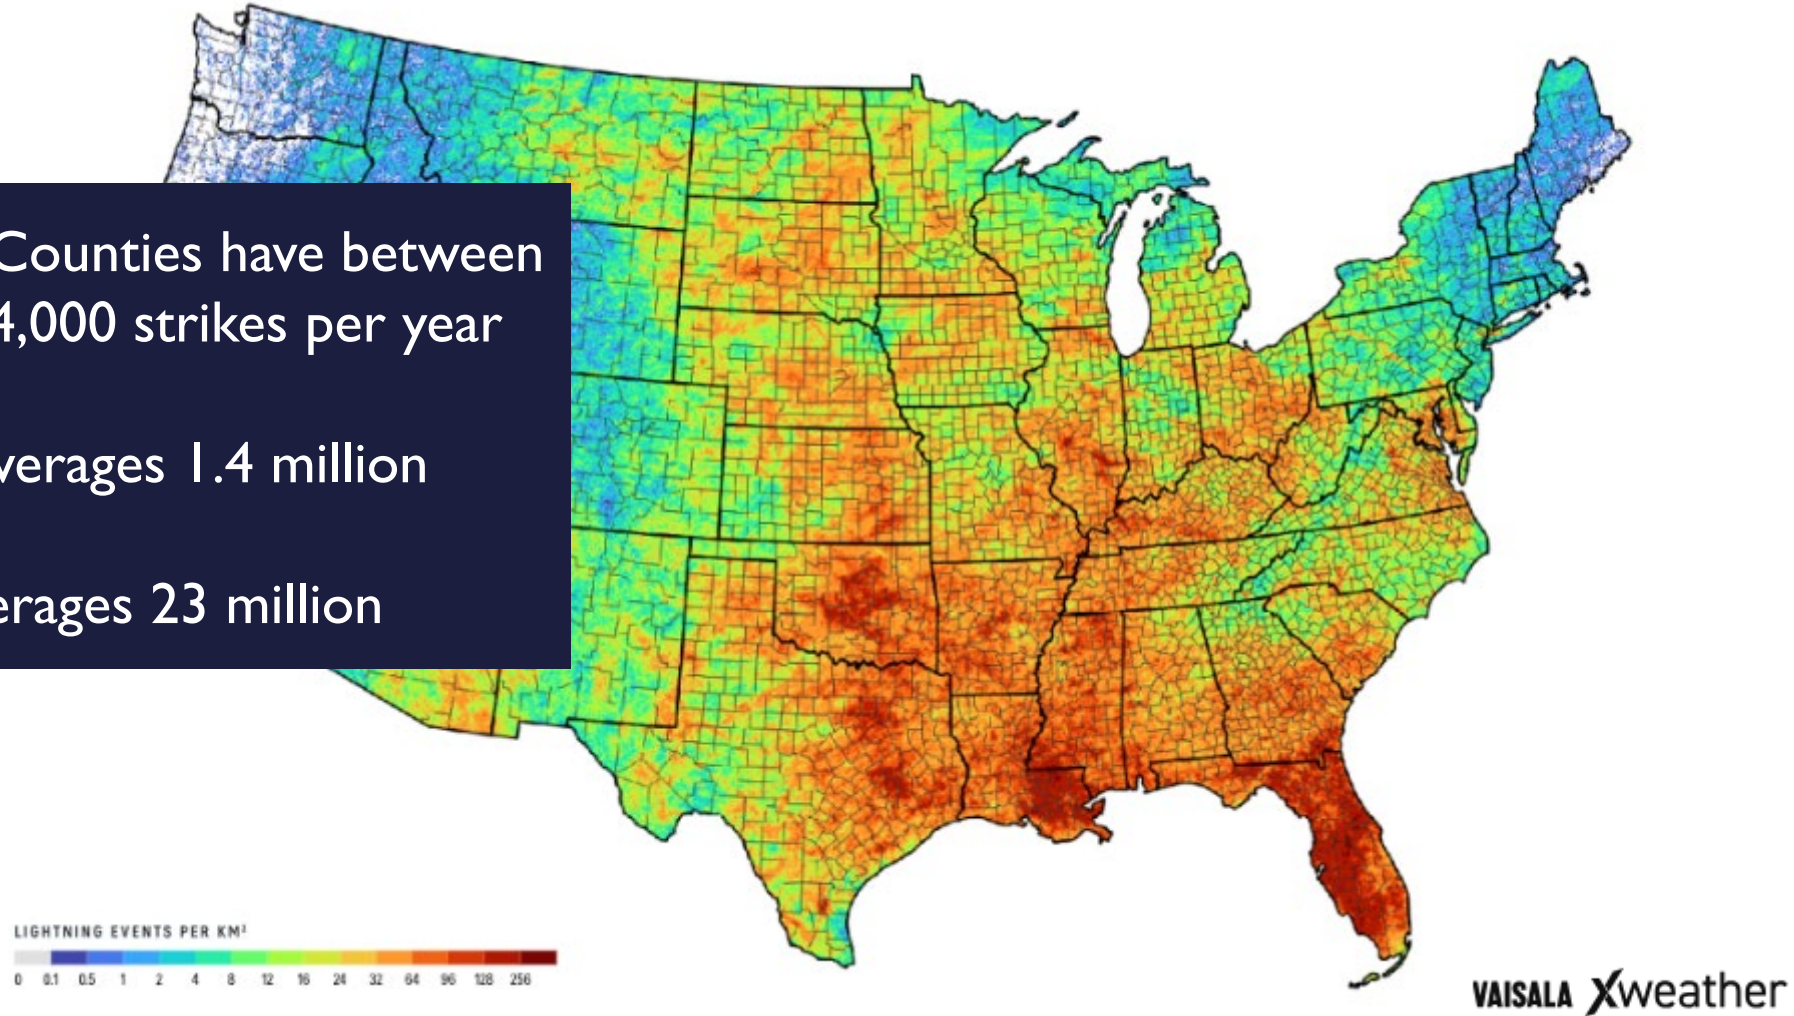 Counties have between
4,000 strikes per year
verages 1.4 million
erages 23 million
LIGHTNING EVENTS PER KM²
0 0.1 0.5 1 2 4 8 12 16 24 32 64 96 128 256
VAISALA Xweather